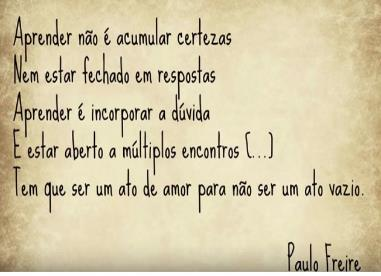 Aprender não é acumular certezas
Nem estar fechado em respostas
Aprender é incorporar a dúvida
E estar aberto a múltiplos encontros (...)
Tem que ser um ato de amor para não ser um ato vazio.
Paulo Freire